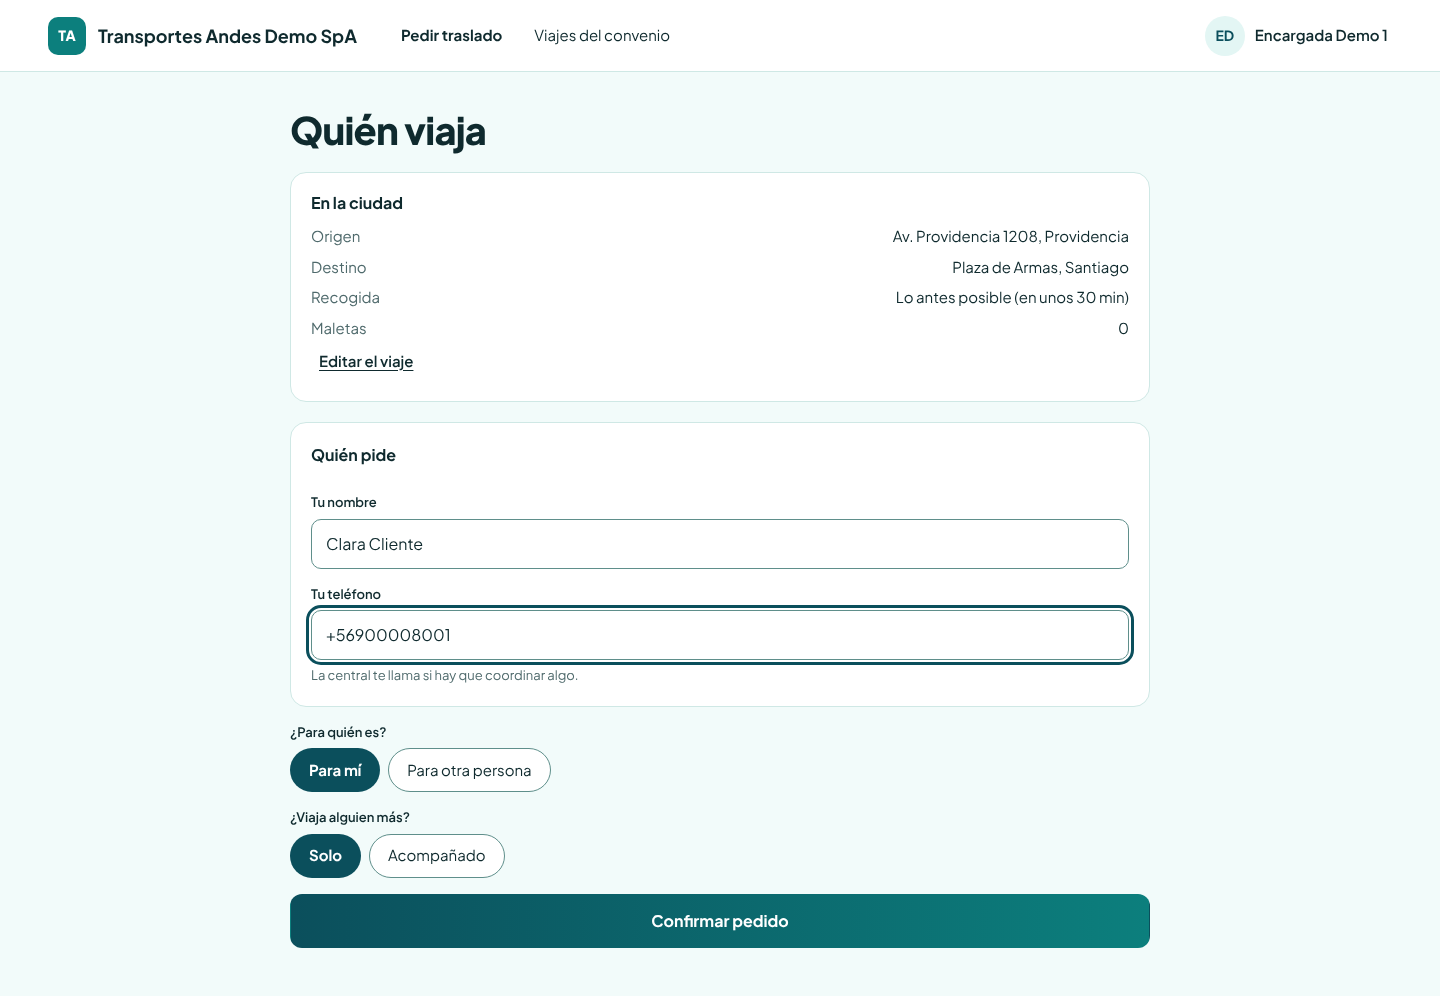 TA Transportes Andes Demo SpA Pedir traslado Viajes del convenio ED Encargada Demo 1
Quién viaja
En la ciudad
Origen Av. Providencia 1208, Providencia
Destino Plaza de Armas, Santiago
Recogida Lo antes posible (en unos 30 min)
Maletas 0
Editar el viaje
Quién pide
Tu nombre
Clara Cliente
Tu teléfono
+56900008001
La central te llama si hay que coordinar algo.
¿Para quién es?
Para mí Para otra persona
¿Viaja alguien más?
Solo Acompañado
Confirmar pedido